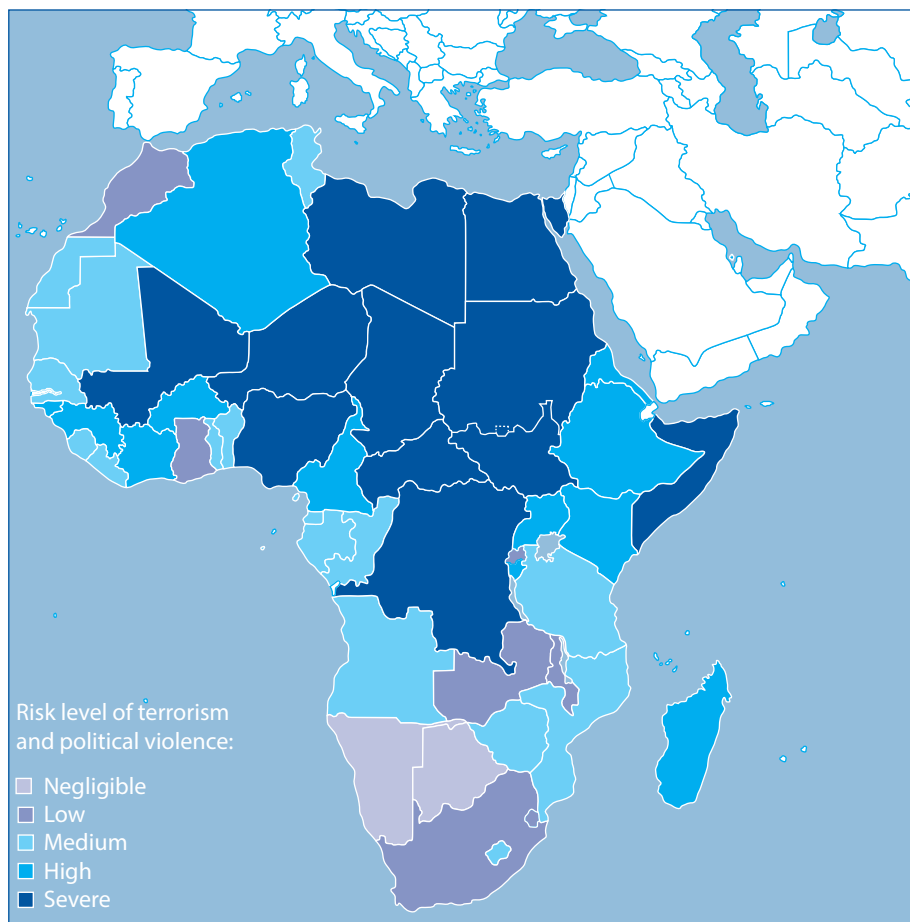 Risk level of terrorism
and political violence:
Negligible
Low
Medium
High
Severe